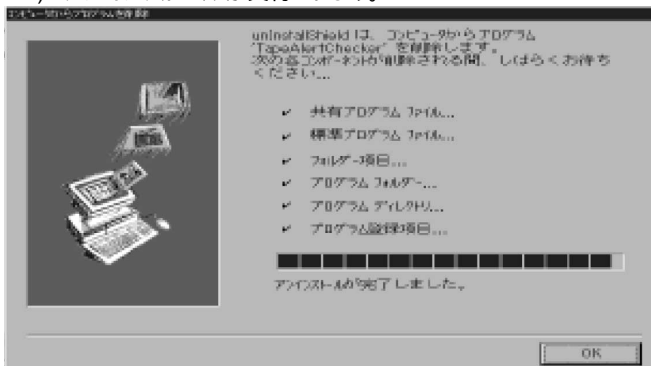 コンピュータからプログラムを削除
unInstallShield は、コンピュータからプログラム
'TapeAlertChecker' を削除します。
次の各コンポーネントが削除される間、しばらくお待ち
ください...
共有プログラム ファイル...
標準プログラム ファイル...
フォルダー項目...
プログラム フォルダー...
プログラム ディレクトリ...
プログラム登録項目...
アンインストールが完了しました。
OK